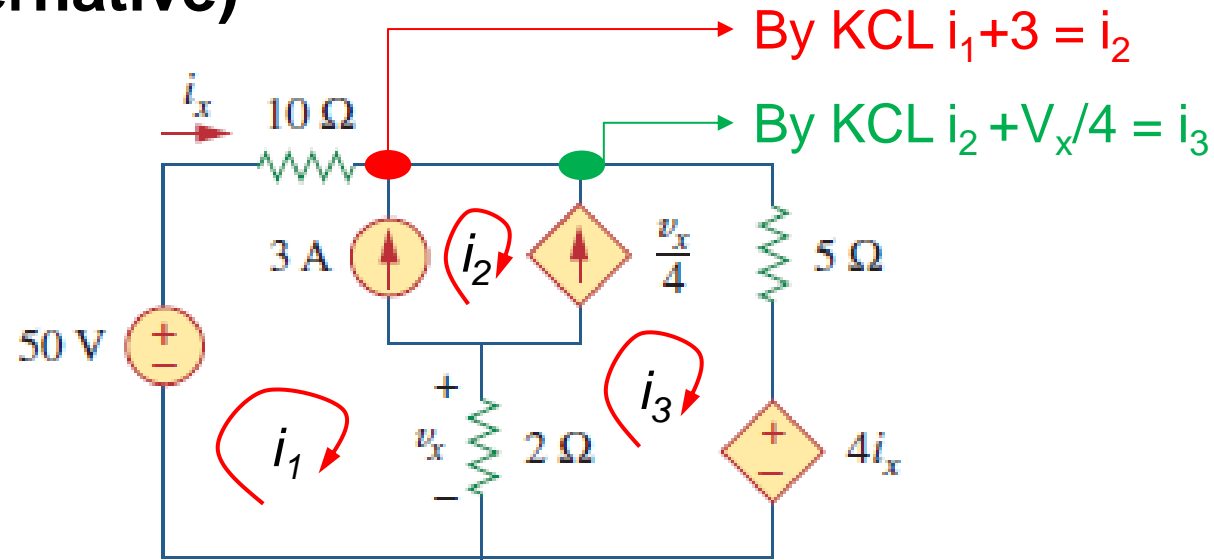 ernative)
By KCL i₁+3 = i₂
By KCL i₂ +Vₓ/4 = i₃
iₓ
10 Ω
3 A
i₂
vₓ/4
5 Ω
50 V
+
−
i₁
+
vₓ
−
2 Ω
i₃
+
−
4iₓ